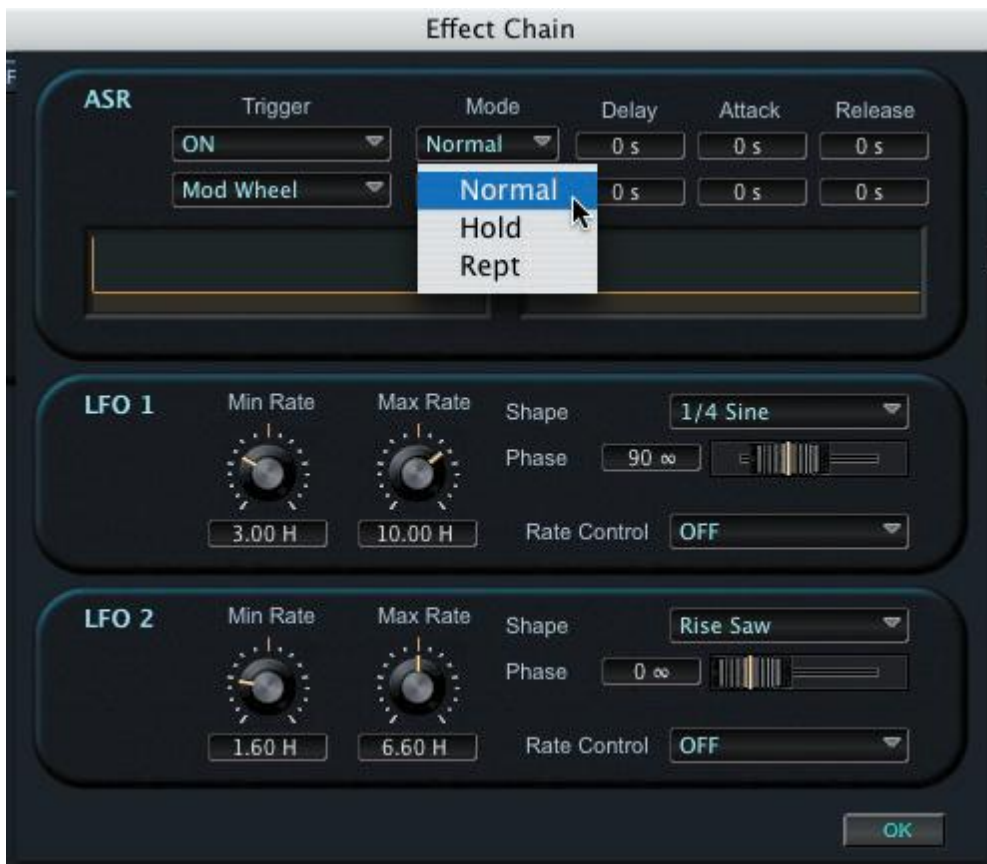 Effect Chain
F
ASR
Trigger Mode Delay Attack Release
ON Normal 0 s 0 s 0 s
Mod Wheel 0 s 0 s 0 s
Normal
Hold
Rept
LFO 1 Min Rate Max Rate Shape 1/4 Sine
Phase 90 ∞
3.00 H 10.00 H Rate Control OFF
LFO 2 Min Rate Max Rate Shape Rise Saw
Phase 0 ∞
1.60 H 6.60 H Rate Control OFF
OK